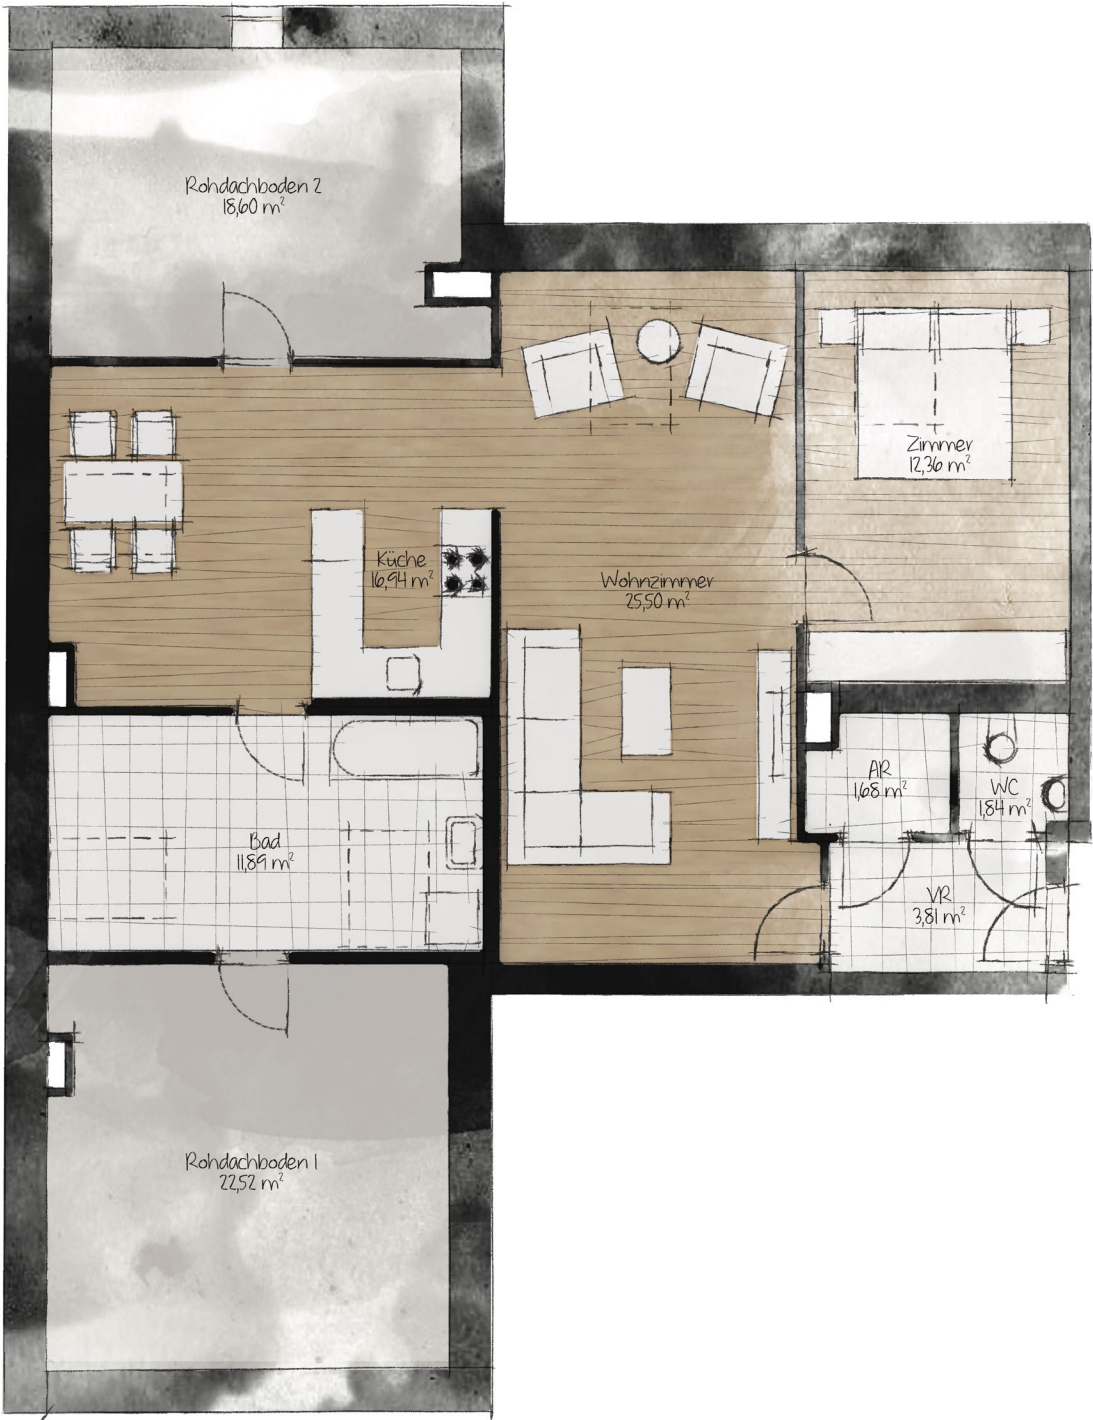 Rohdachboden 2
18,60 m²
Zimmer
12,36 m²
Küche
16,94 m²
Wohnzimmer
25,50 m²
AR
1,68 m²
WC
1,84 m²
Bad
11,89 m²
VR
3,81 m²
Rohdachboden 1
22,52 m²